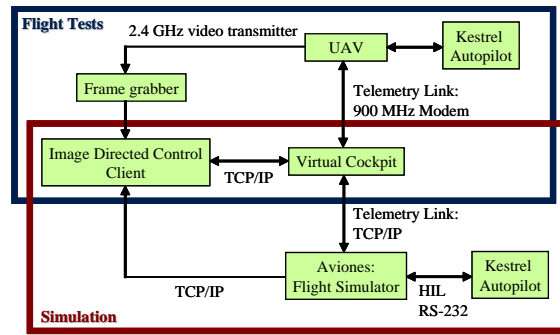 Flight Tests
2.4 GHz video transmitter
UAV
Kestrel
Autopilot
Frame grabber
Telemetry Link:
900 MHz Modem
Image Directed Control
Client
TCP/IP
Virtual Cockpit
Telemetry Link:
TCP/IP
TCP/IP
Aviones:
Flight Simulator
HIL
RS-232
Kestrel
Autopilot
Simulation